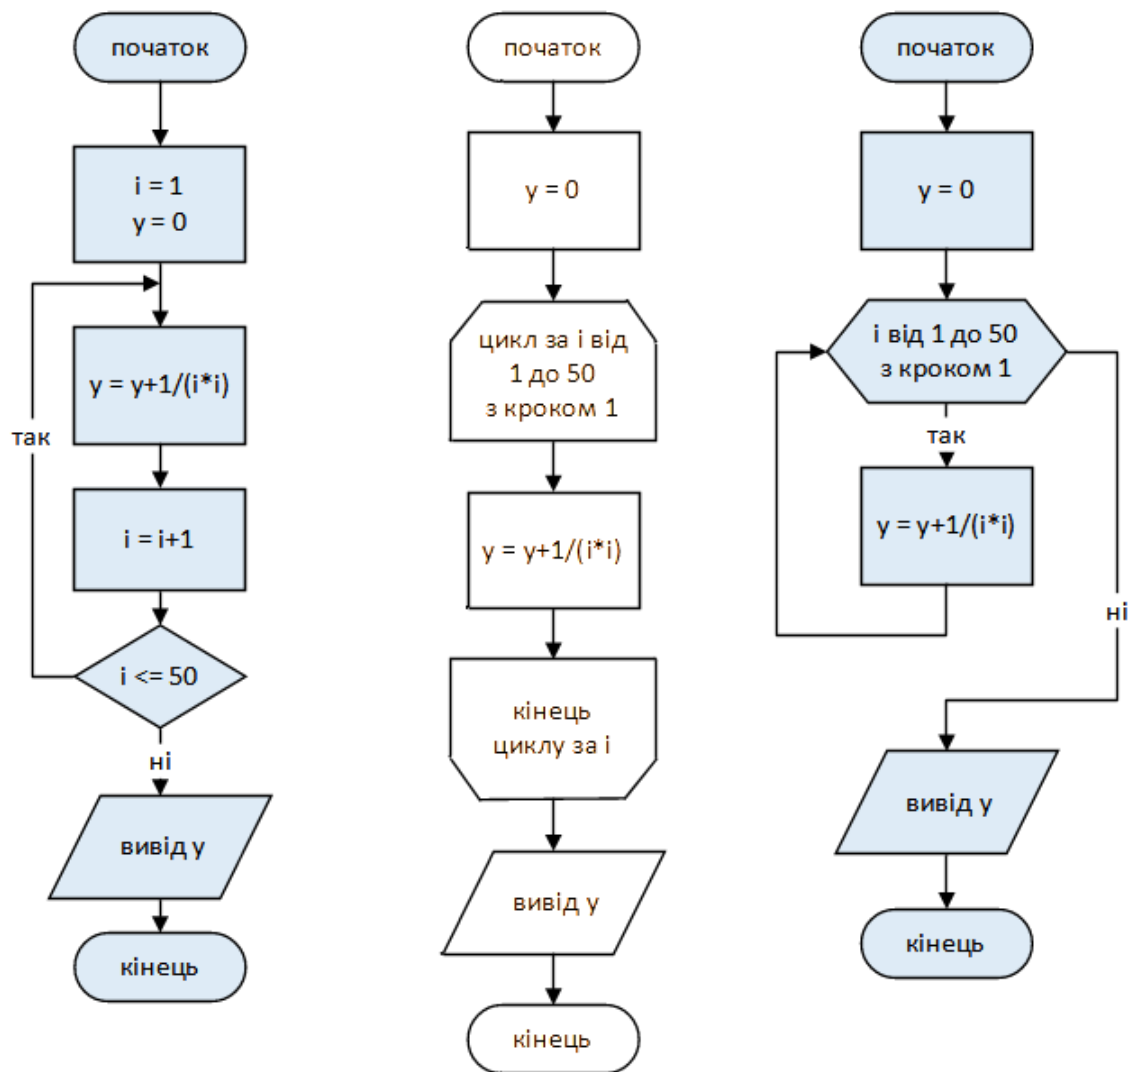 початок
i = 1
y = 0
y = y+1/(i*i)
так
i = i+1
i <= 50
ні
вивід y
кінець
початок
y = 0
цикл за і від
1 до 50
з кроком 1
y = y+1/(i*i)
кінець
циклу за і
вивід y
кінець
початок
y = 0
і від 1 до 50
з кроком 1
так
y = y+1/(i*i)
ні
вивід y
кінець